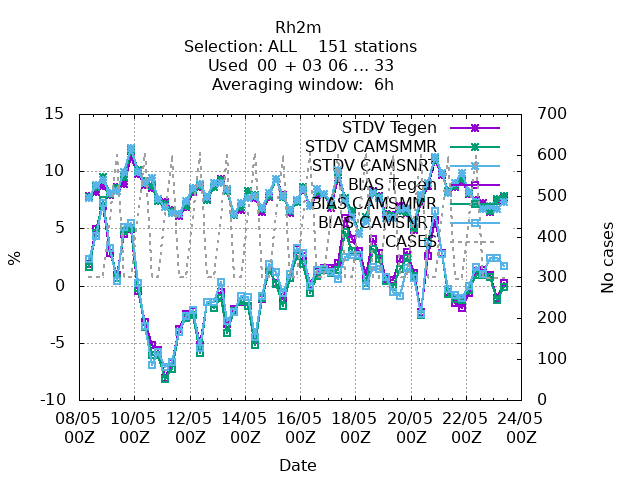 Rh2m
Selection: ALL 151 stations
Used 00 + 03 06 ... 33
Averaging window: 6h
15
10
5
0
-5
-10
%
700
600
500
400
300
200
100
0
No cases
STDV Tegen
STDV CAMSMMR
STDV CAMSNRT
BIAS Tegen
BIAS CAMSMMR
BIAS CAMSNRT
CASES
08/05 10/05 12/05 14/05 16/05 18/05 20/05 22/05 24/05
00Z 00Z 00Z 00Z 00Z 00Z 00Z 00Z 00Z
Date